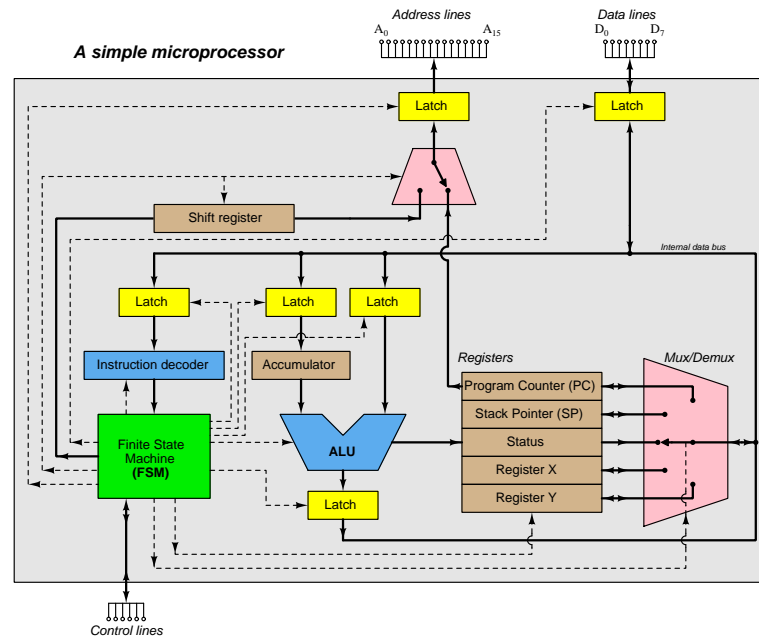 Address lines
Data lines
A0
A15
D0
D7
A simple microprocessor
Latch
Latch
Shift register
Internal data bus
Latch
Latch
Latch
Registers
Mux/Demux
Instruction decoder
Accumulator
Program Counter (PC)
Stack Pointer (SP)
Status
Register X
Register Y
Finite State
Machine
(FSM)
ALU
Latch
Control lines